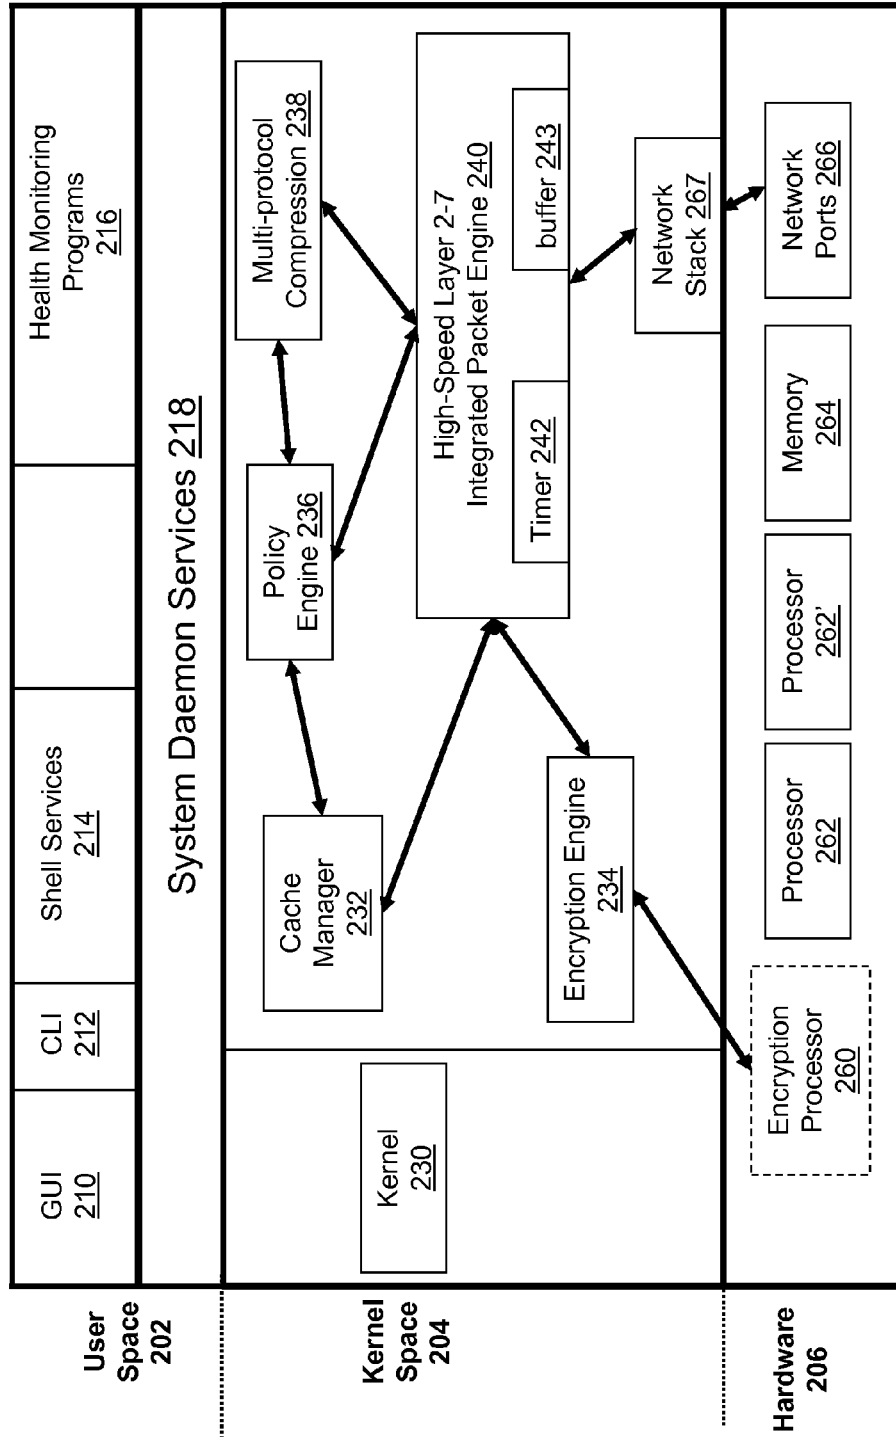 User
Space
202
GUI
210
CLI
212
Shell Services
214
Health Monitoring
Programs
216
System Daemon Services 218
Kernel
Space
204
Kernel
230
Cache
Manager
232
Policy
Engine 236
Multi-protocol
Compression 238
High-Speed Layer 2-7
Integrated Packet Engine 240
Timer 242
buffer 243
Encryption Engine
234
Network
Stack 267
Hardware
206
Encryption
Processor
260
Processor
262
Processor
262'
Memory
264
Network
Ports 266